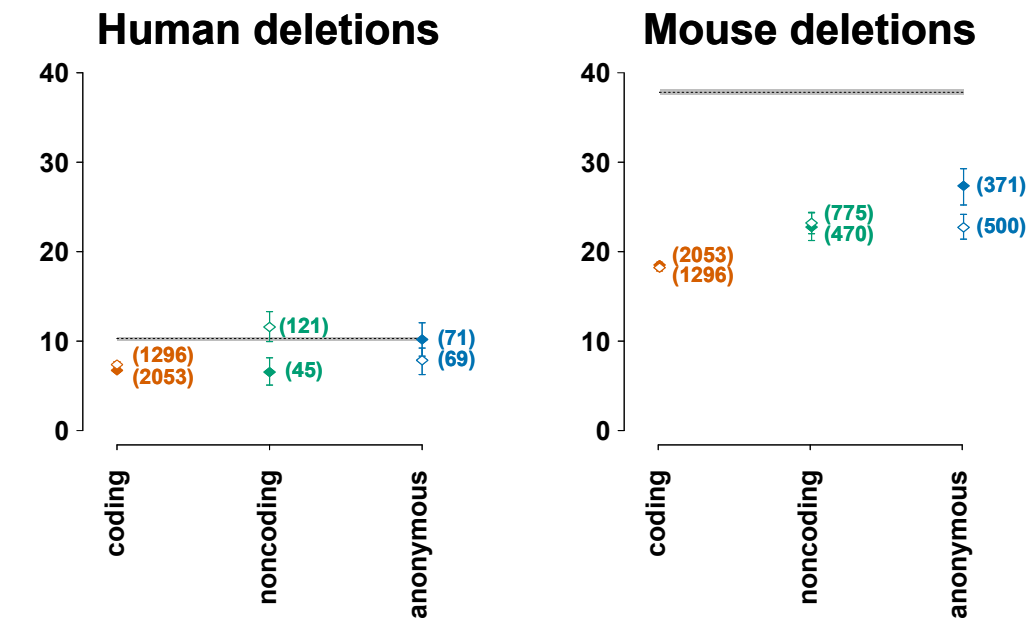 Human deletions
40
30
20
10
0
(1296)
(2053)
(121)
(45)
(71)
(69)
coding
noncoding
anonymous
Mouse deletions
40
30
20
10
0
(2053)
(1296)
(775)
(470)
(371)
(500)
coding
noncoding
anonymous